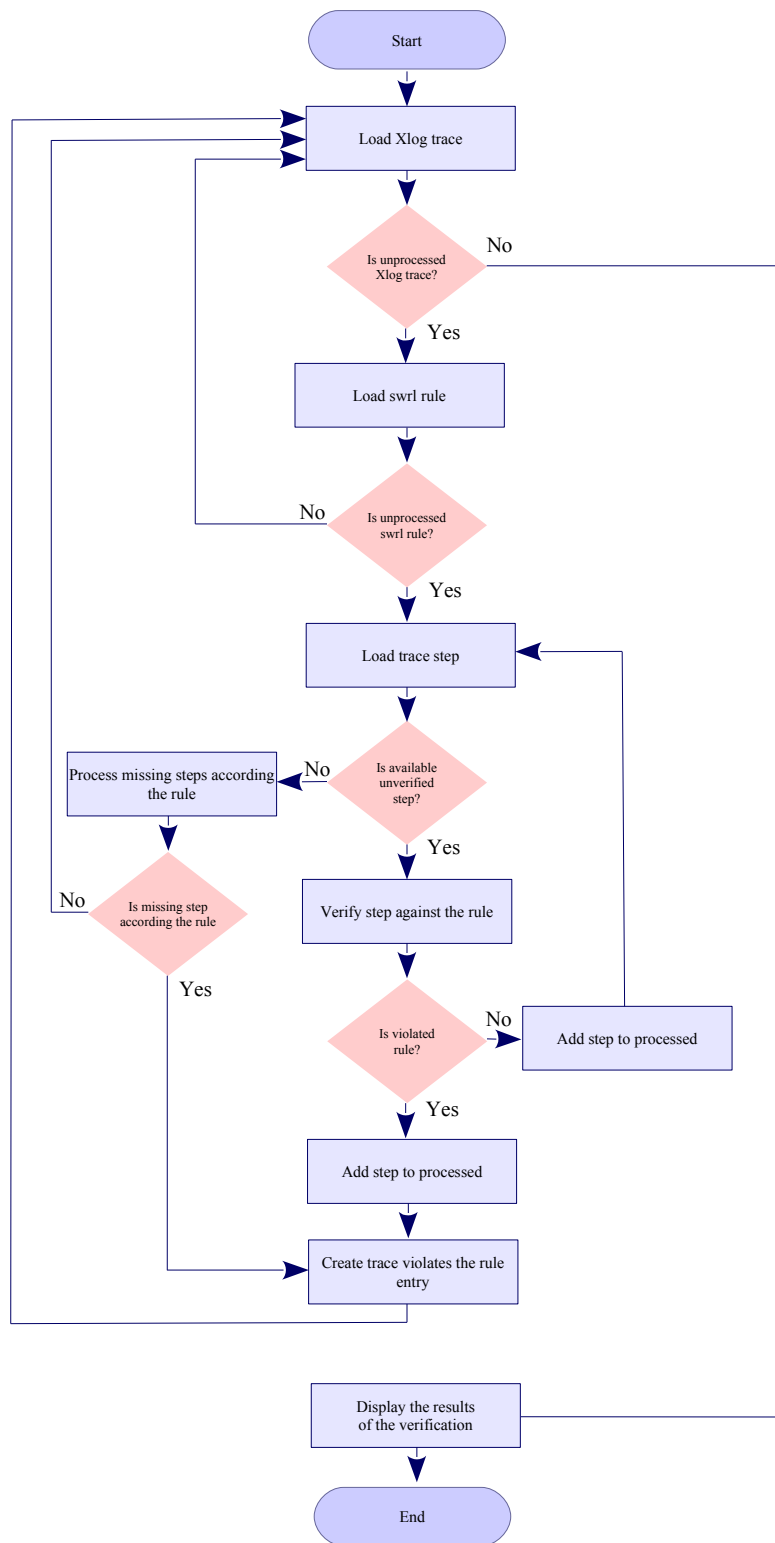 Start
Load Xlog trace
No
Is unprocessed
Xlog trace?
Yes
Load swrl rule
No
Is unprocessed
swrl rule?
Yes
Load trace step
Process missing steps according
the rule
No
Is available
unverified
step?
Yes
No
Is missing step
according the rule
Verify step against the rule
Yes
Is violated
rule?
No
Add step to processed
Yes
Add step to processed
Create trace violates the rule
entry
Display the results
of the verification
End